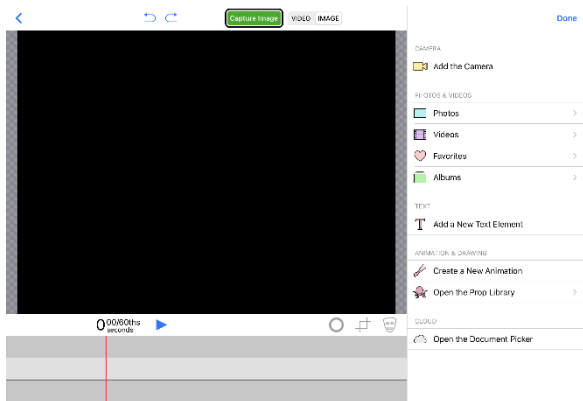 Capture Image VIDEO IMAGE Done
CAMERA
Add the Camera
PHOTOS & VIDEOS
Photos
Videos
Favorites
Albums
TEXT
Add a New Text Element
ANIMATION & DRAWING
Create a New Animation
Open the Prop Library
CLOUD
Open the Document Picker
0 00/60ths
seconds